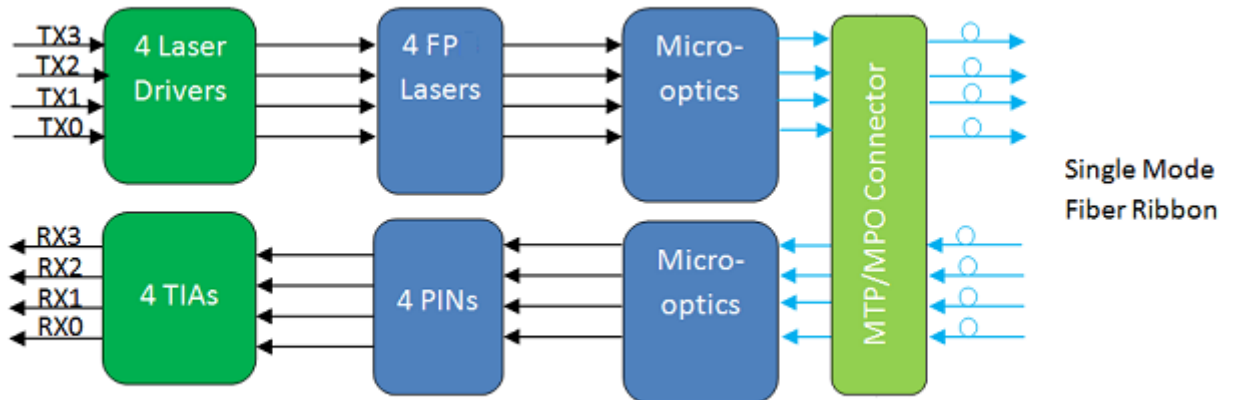 TX3
TX2
TX1
TX0
4 Laser
Drivers
4 FP
Lasers
Micro-
optics
MTP/MPO Connector
Single Mode
Fiber Ribbon
RX3
RX2
RX1
RX0
4 TIAs
4 PINs
Micro-
optics